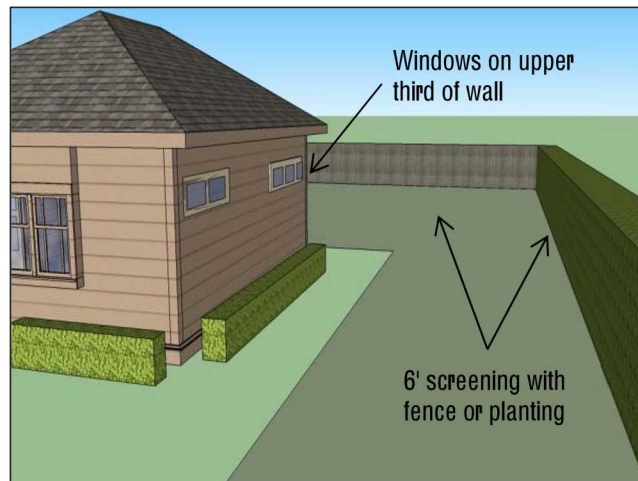 Windows on upper
third of wall
6' screening with
fence or planting